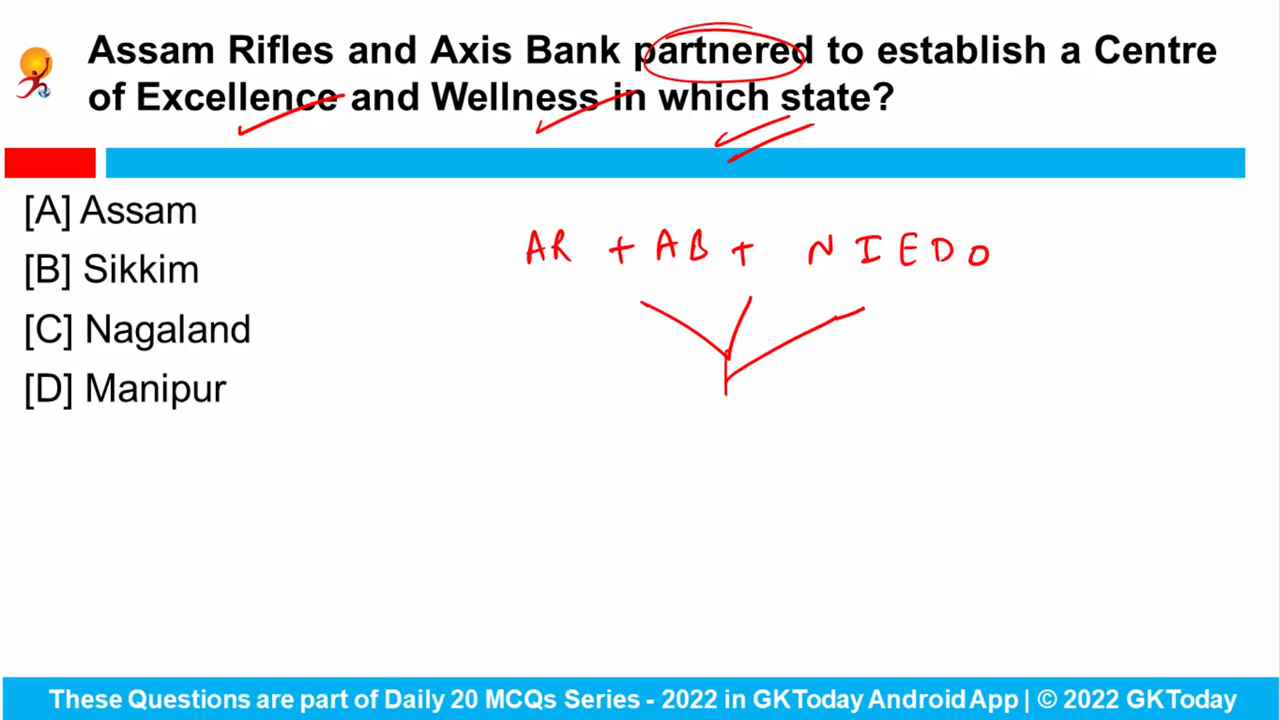 Assam Rifles and Axis Bank partnered to establish a Centre
of Excellence and Wellness in which state?
[A] Assam
[B] Sikkim
[C] Nagaland
[D] Manipur
AR + AB + NIEDO
These Questions are part of Daily 20 MCQs Series - 2022 in GKToday Android App | © 2022 GKToday